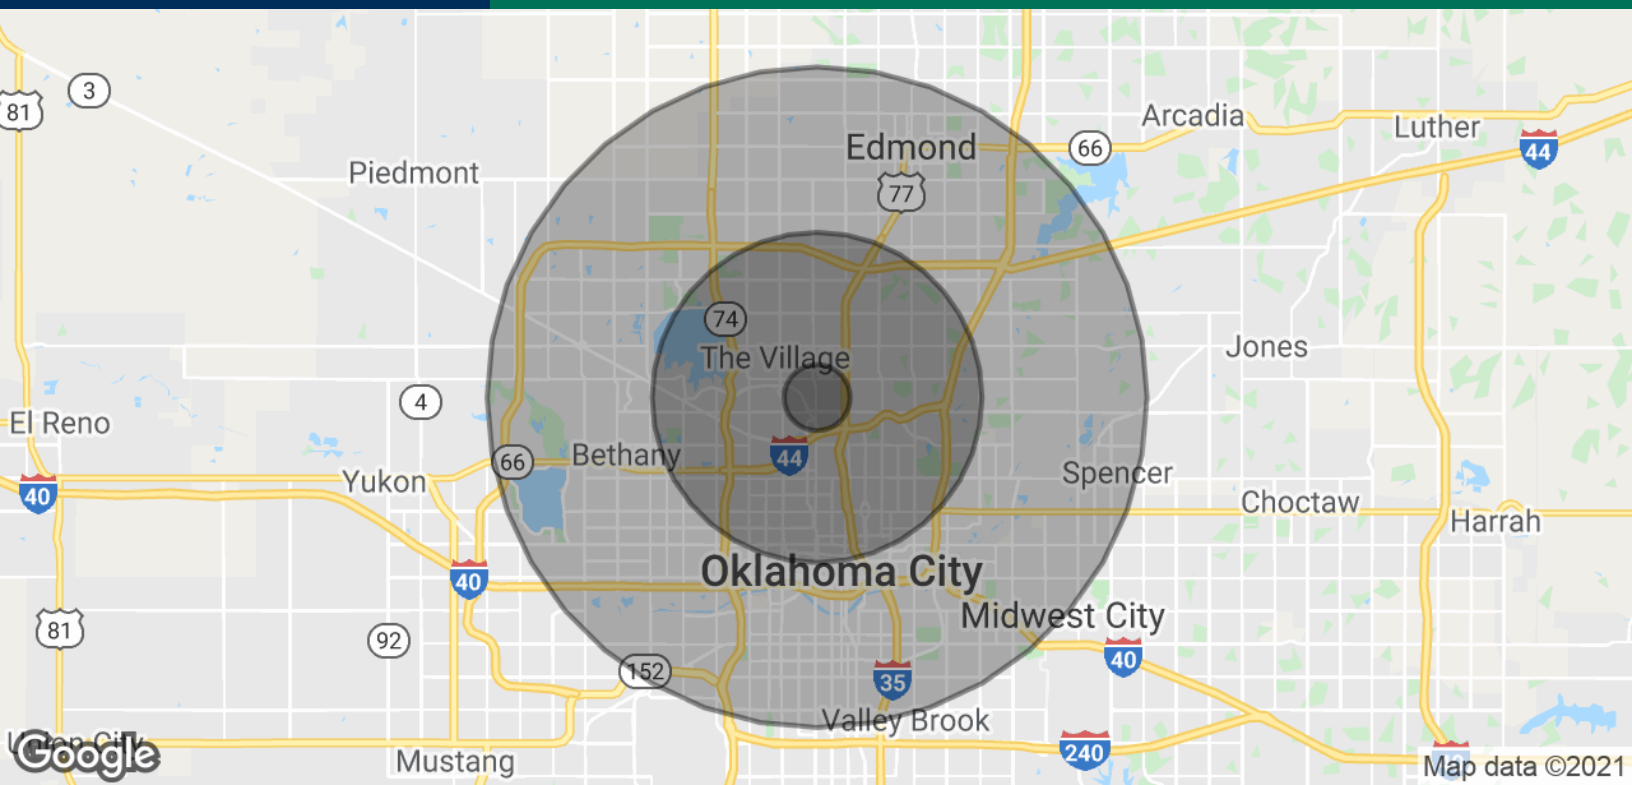 3
81
Arcadia
Luther
Edmond
66
44
Piedmont
77
74
The Village
Jones
4
El Reno
66
Bethany
44
Yukon
Spencer
40
Choctaw
Harrah
Oklahoma City
40
Midwest City
81
92
40
152
35
Valley Brook
Union City
Google
Mustang
240
Map data ©2021